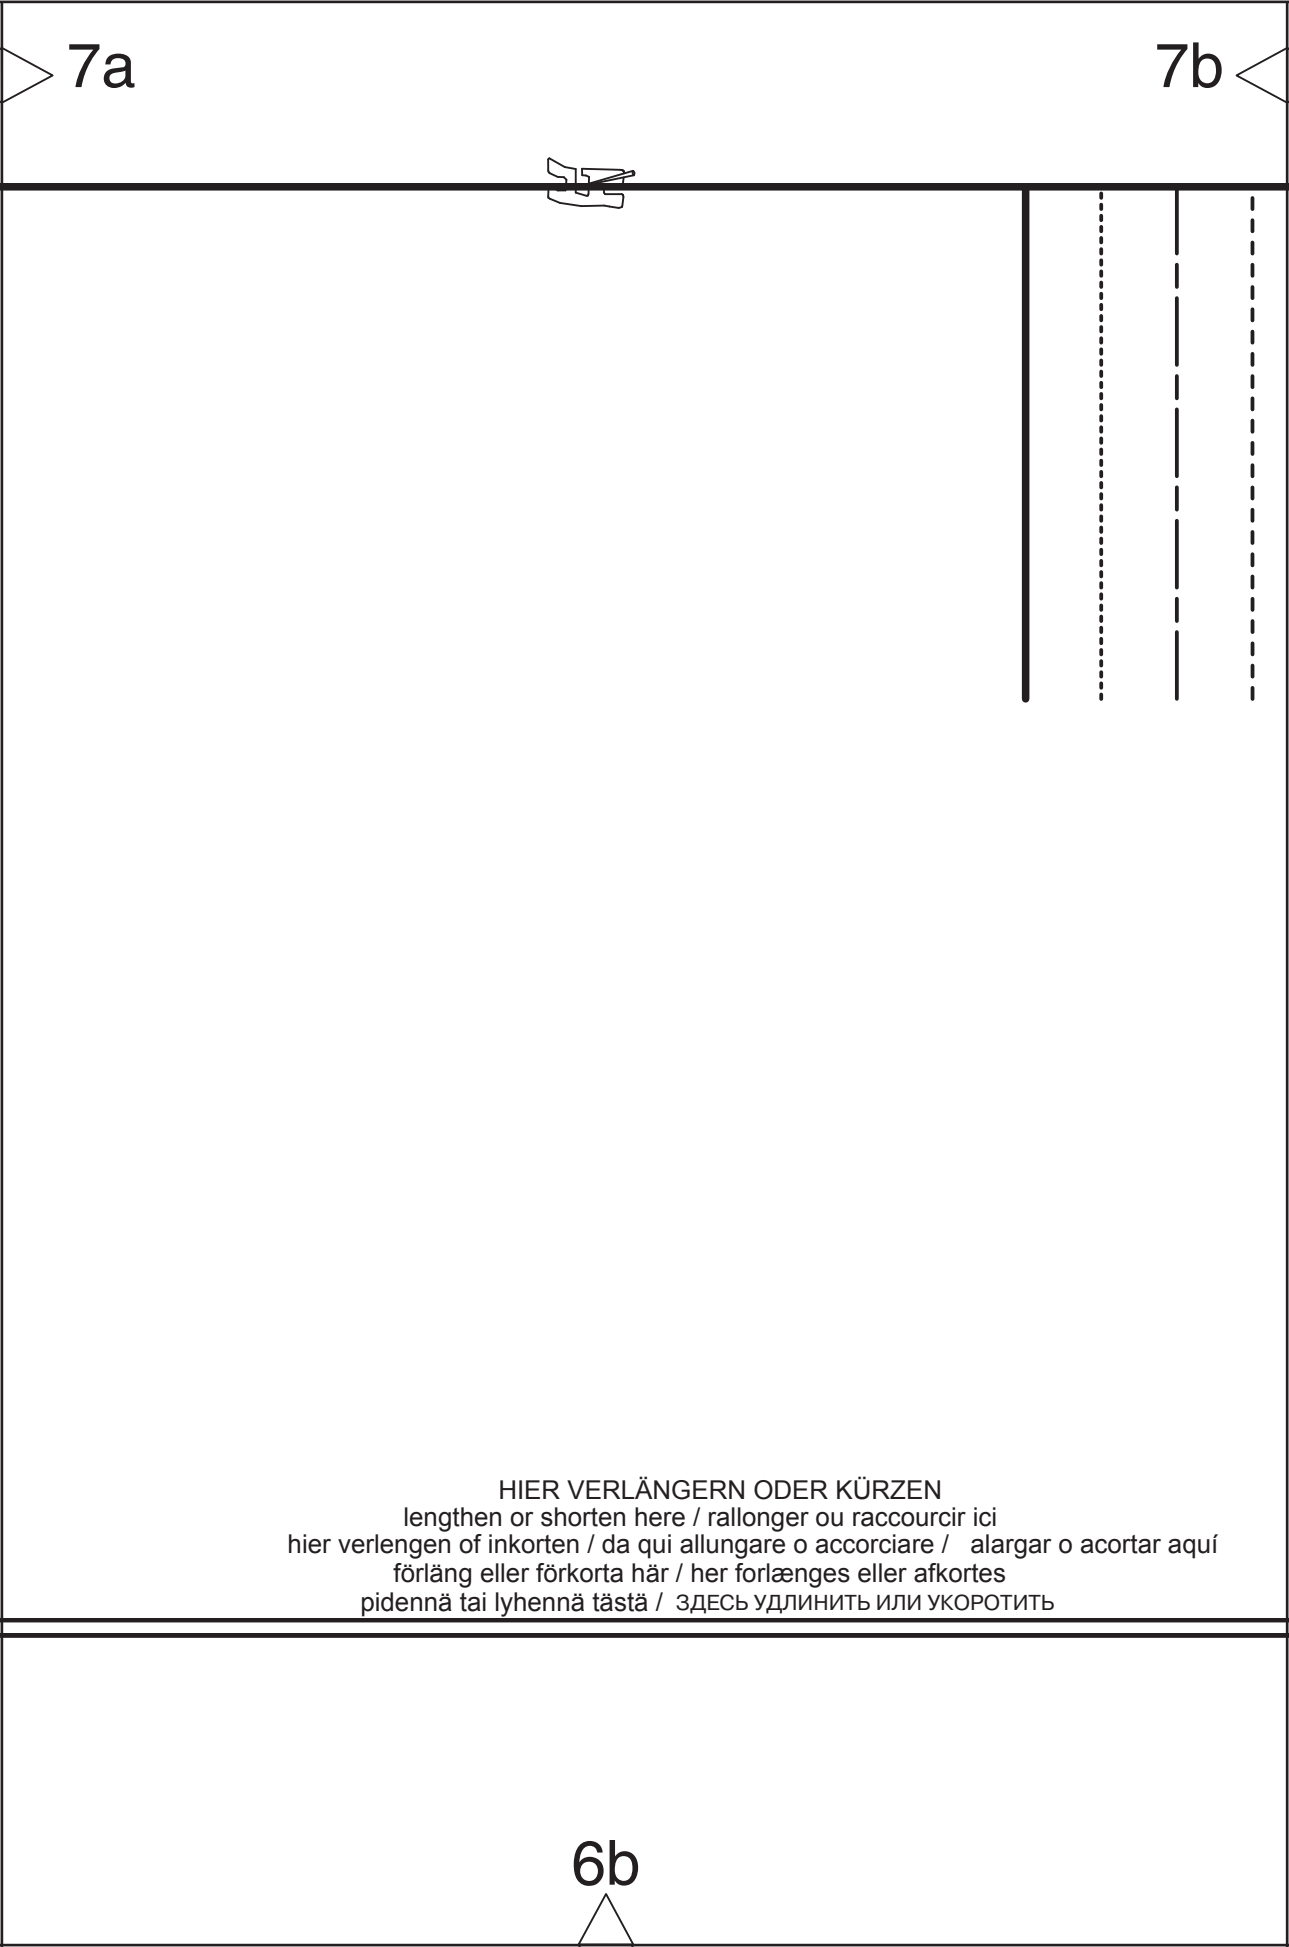 7a
7b
HIER VERLÄNGERN ODER KÜRZEN
lengthen or shorten here / rallonger ou raccourcir ici
hier verlengen of inkorten / da qui allungare o accorciare / alargar o acortar aquí
förläng eller förkorta här / her forlænges eller afkortes
pidennä tai lyhennä tästä / ЗДЕСЬ УДЛИНИТЬ ИЛИ УКОРОТИТЬ
6b